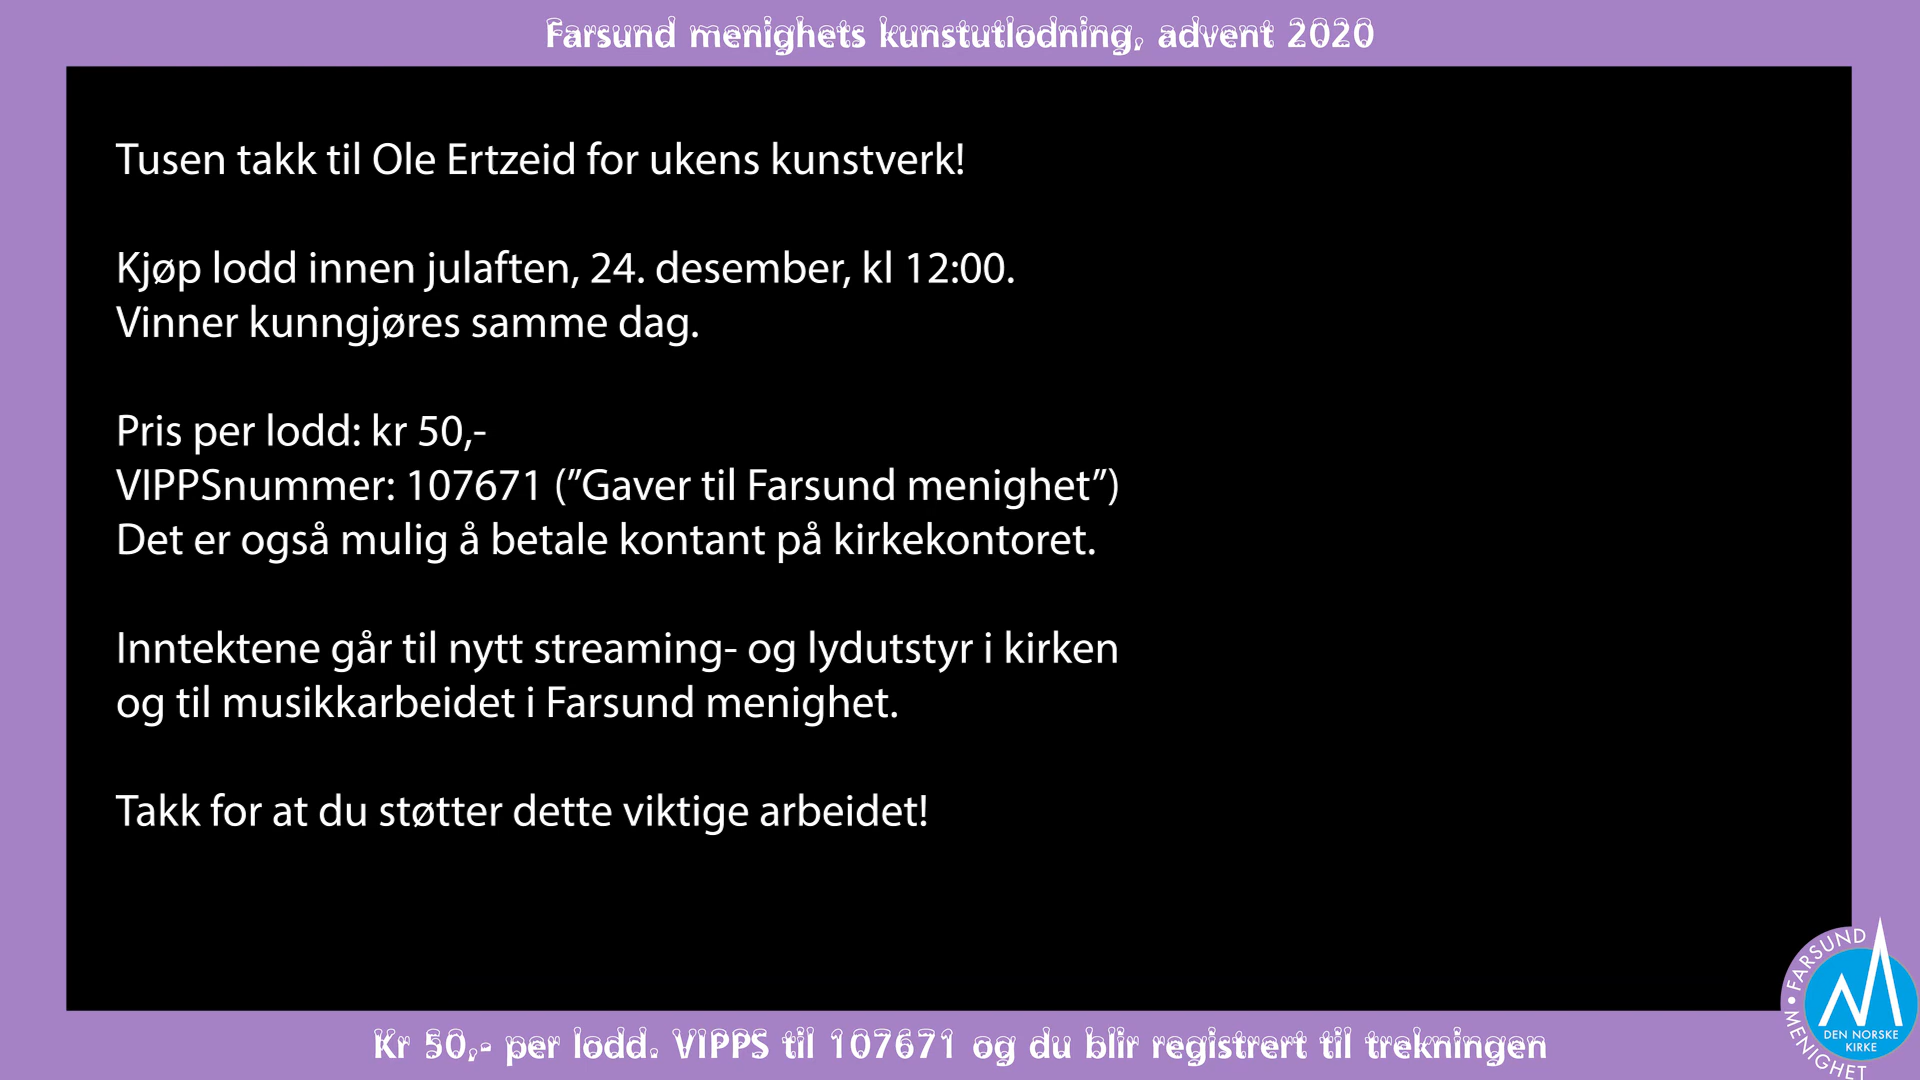 Farsund menighets kunstutlodning, advent 2020
Tusen takk til Ole Ertzeid for ukens kunstverk!
Kjøp lodd innen julaften, 24. desember, kl 12:00.
Vinner kunngjøres samme dag.
Pris per lodd: kr 50,-
VIPPSnummer: 107671 (”Gaver til Farsund menighet”)
Det er også mulig å betale kontant på kirkekontoret.
Inntektene går til nytt streaming- og lydutstyr i kirken
og til musikkarbeidet i Farsund menighet.
Takk for at du støtter dette viktige arbeidet!
Kr 50,- per lodd. VIPPS til 107671 og du blir registrert til trekningen
• FARSUND
MENIGHET
DEN NORSKE
KIRKE